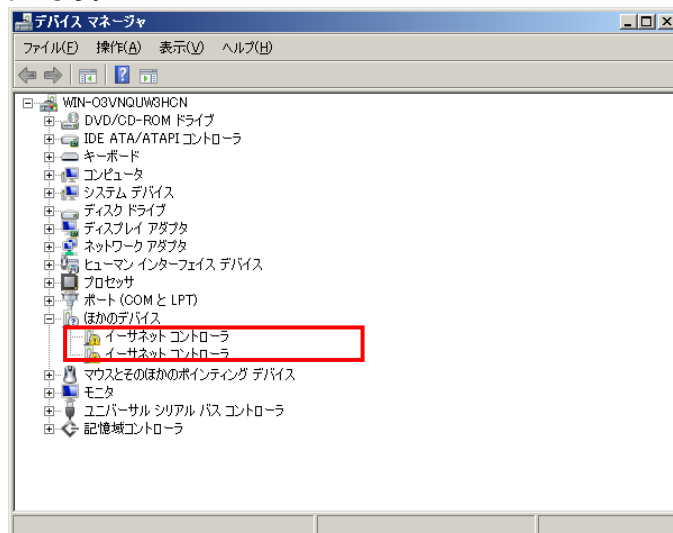 デバイス マネージャ
ファイル(F) 操作(A) 表示(V) ヘルプ(H)
WIN-O3VNQUW3HCN
DVD/CD-ROM ドライブ
IDE ATA/ATAPI コントローラ
キーボード
コンピュータ
システム デバイス
ディスク ドライブ
ディスプレイ アダプタ
ネットワーク アダプタ
ヒューマン インターフェイス デバイス
プロセッサ
ポート (COM と LPT)
ほかのデバイス
イーサネット コントローラ
イーサネット コントローラ
マウスとそのほかのポインティング デバイス
モニタ
ユニバーサル シリアル バス コントローラ
記憶域コントローラ